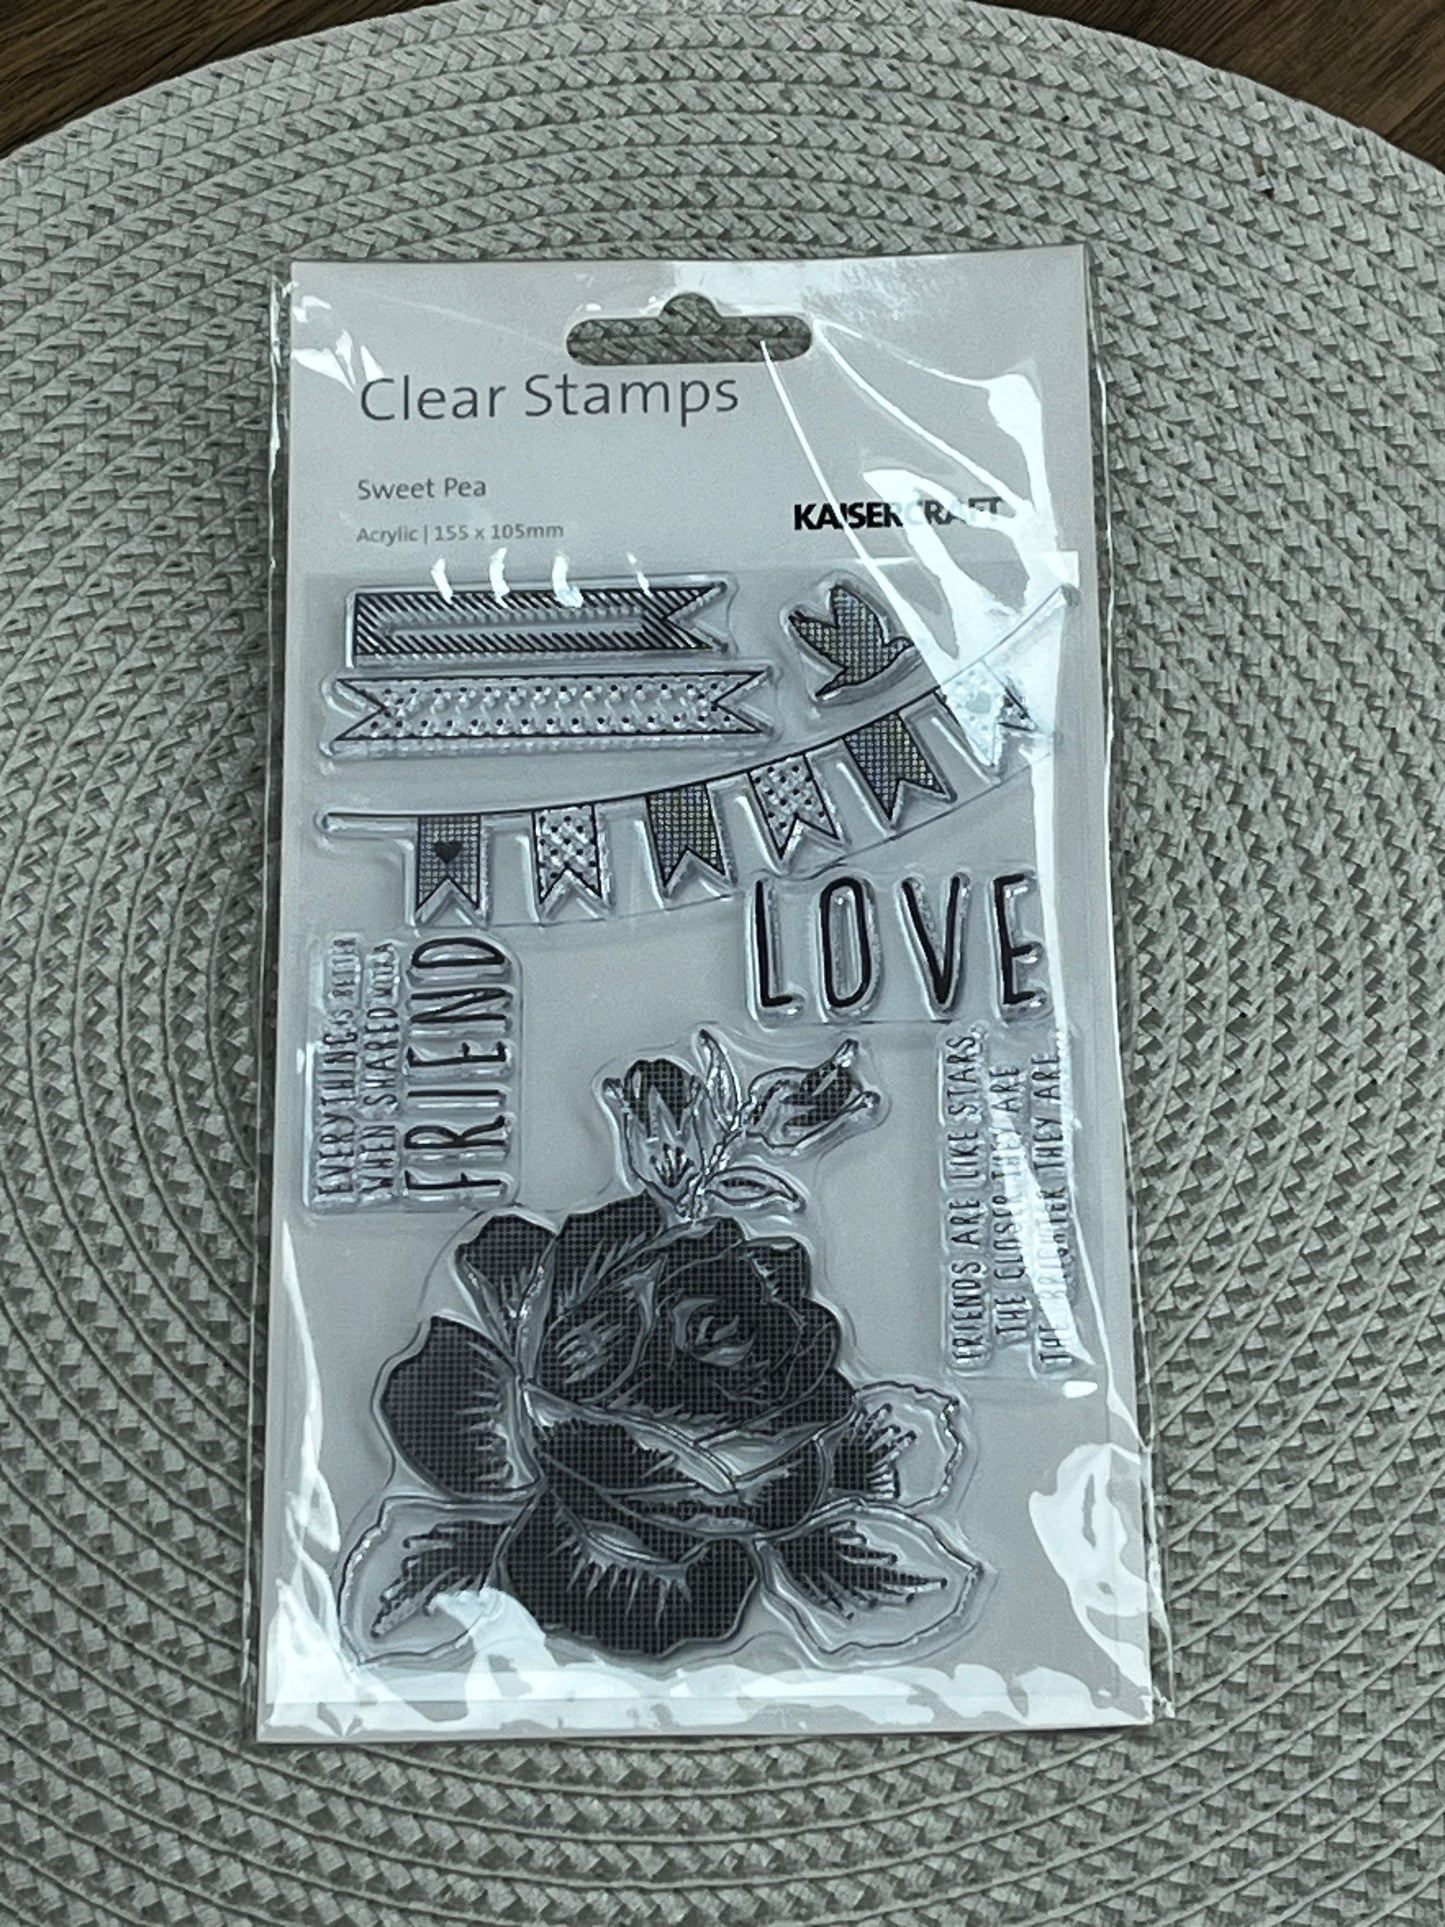 Clear Stamps
Sweet Pea
KAISERCRAFT
Acrylic | 155 x 105mm
LOVE
EVERYTHING IS
WHEN SHARED WITH A
FRIEND
FRIENDS ARE LIKE STARS,
THE CLOSER THEY ARE
THE BRIGHTER THEY ARE...